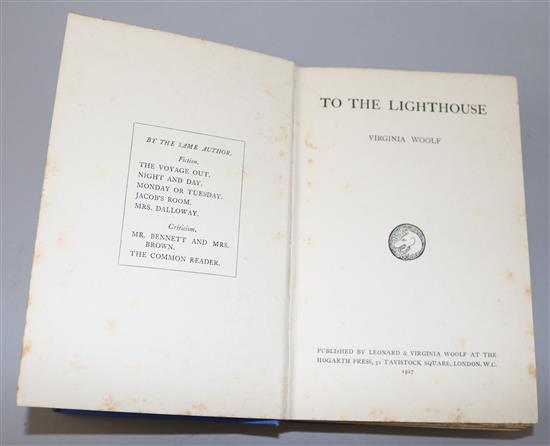 BY THE SAME AUTHOR.
Fiction.
THE VOYAGE OUT.
NIGHT AND DAY.
MONDAY OR TUESDAY.
JACOB'S ROOM.
MRS. DALLOWAY.
Criticism.
MR. BENNETT AND MRS.
BROWN.
THE COMMON READER.
TO THE LIGHTHOUSE
VIRGINIA WOOLF
PUBLISHED BY LEONARD & VIRGINIA WOOLF AT THE
HOGARTH PRESS, 52 TAVISTOCK SQUARE, LONDON, W.C.
1927